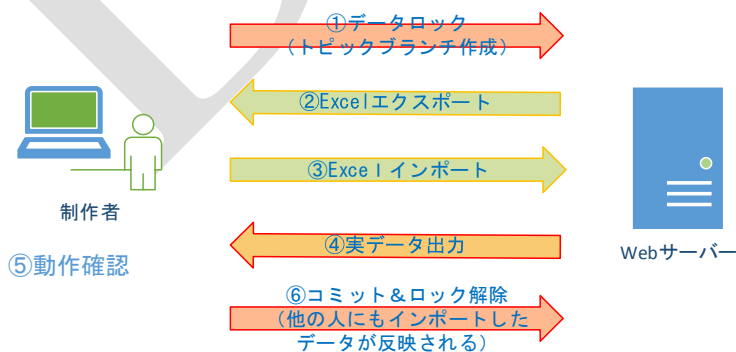 ①データロック
（トピックブランチ作成）
②Excelエクスポート
③Excelインポート
制作者
④実データ出力
Webサーバー
⑤動作確認
⑥コミット＆ロック解除
（他の人にもインポートした
データが反映される）